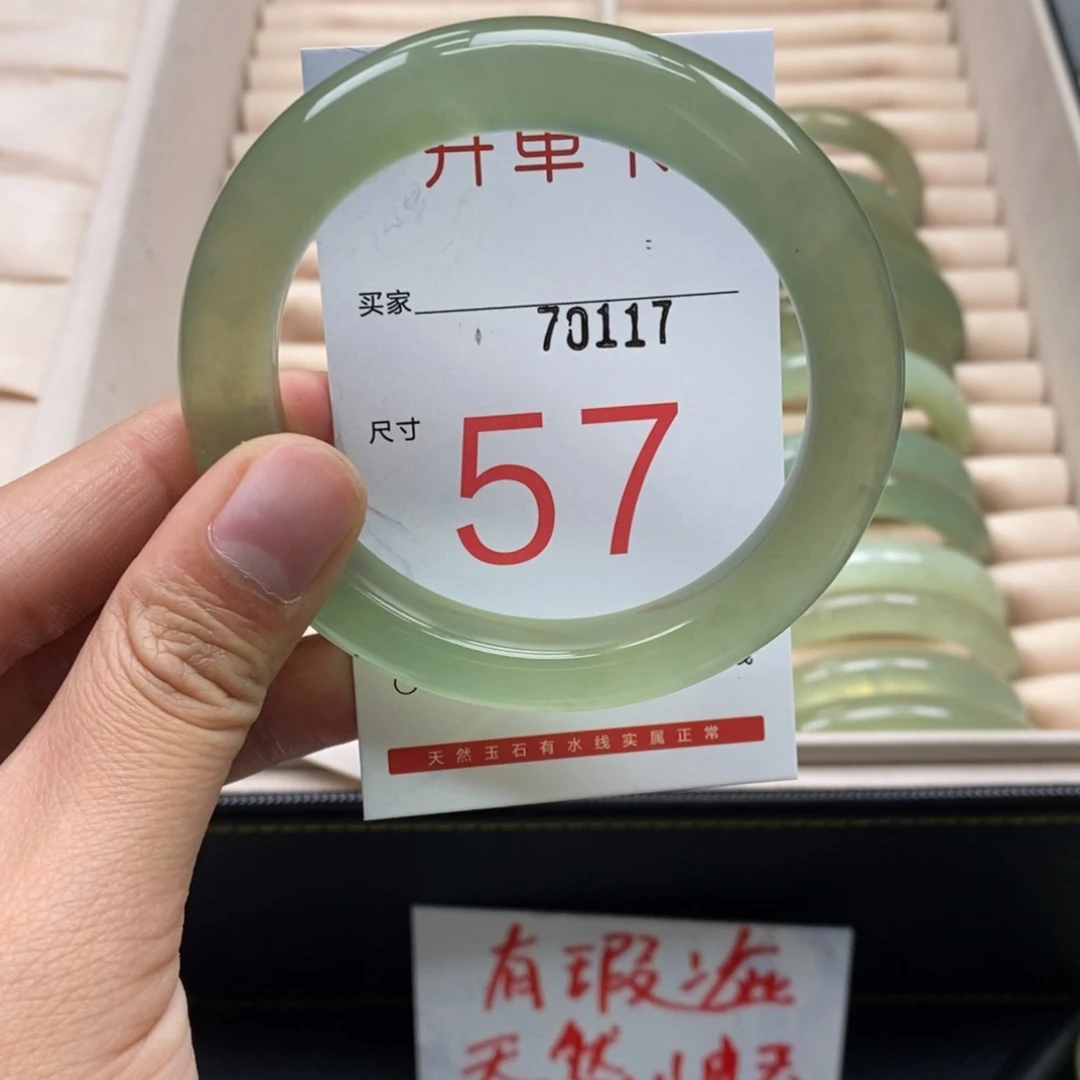 开单卡
买家
70117
尺寸
57
天然玉石有水线实属正常
有瑕疵
天然